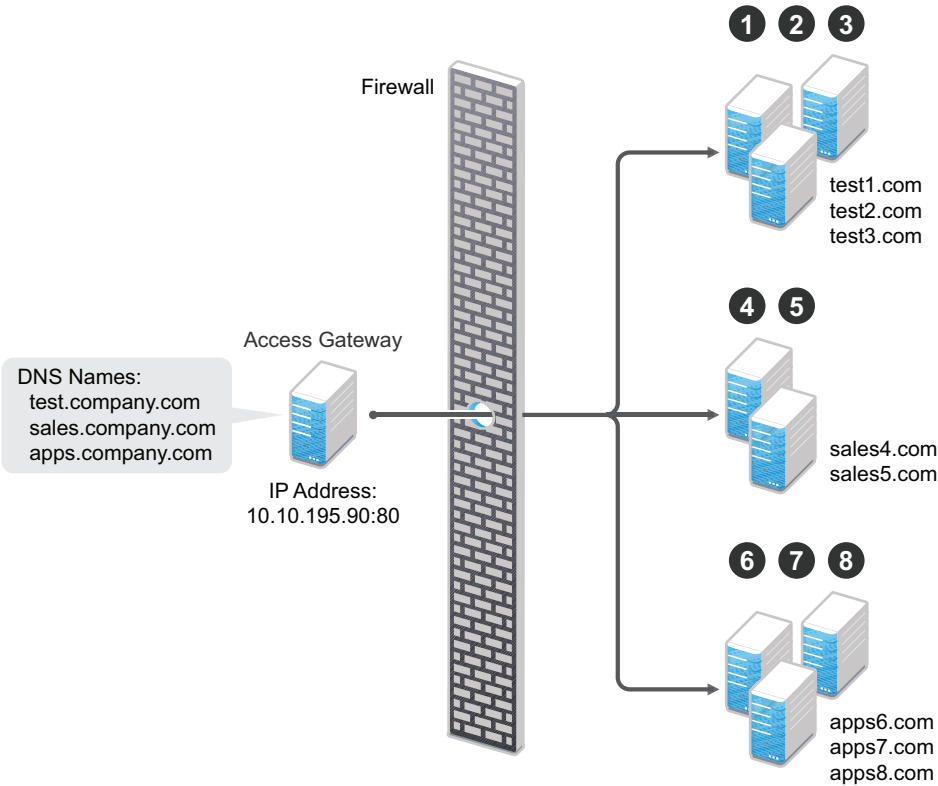 1 2 3
Firewall
test1.com
test2.com
test3.com
4 5
Access Gateway
DNS Names:
test.company.com
sales.company.com
apps.company.com
IP Address:
10.10.195.90:80
sales4.com
sales5.com
6 7 8
apps6.com
apps7.com
apps8.com